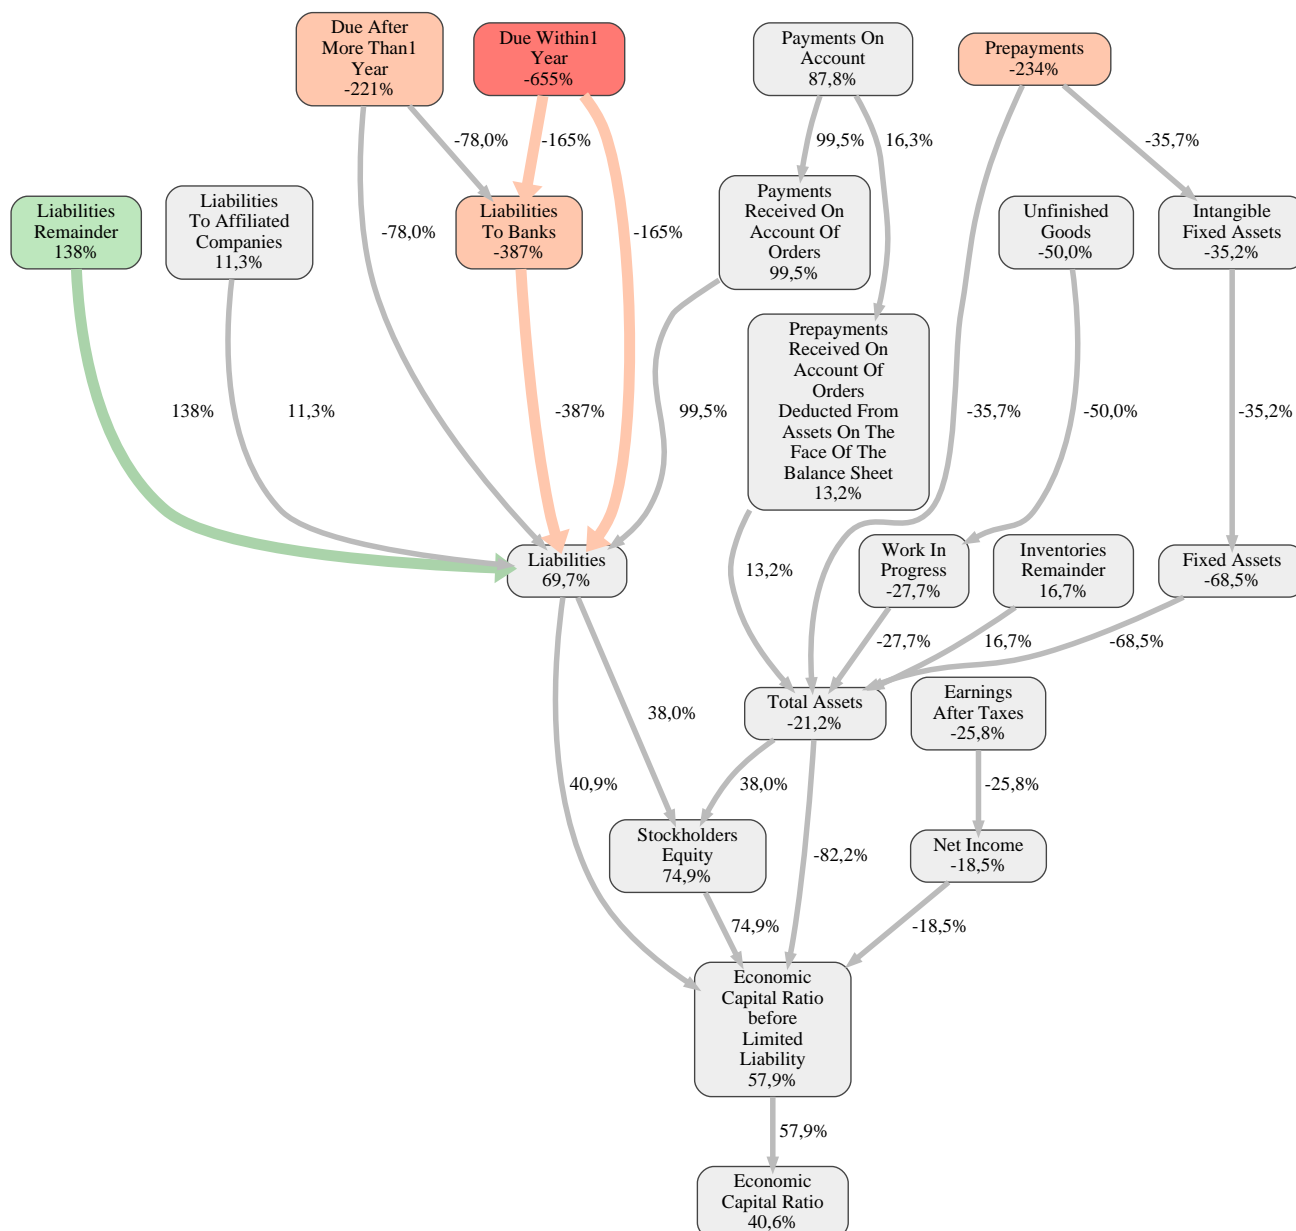 Due After
More Than1
Year
-221%
Due Within1
Year
-655%
Payments On
Account
87,8%
Prepayments
-234%
-78,0%
-165%
99,5%
16,3%
-35,7%
Liabilities
Remainder
138%
Liabilities
To Affiliated
Companies
11,3%
-78,0%
Liabilities
To Banks
-387%
-165%
Payments
Received On
Account Of
Orders
99,5%
Unfinished
Goods
-50,0%
Intangible
Fixed Assets
-35,2%
Prepayments
Received On
Account Of
Orders
Deducted From
Assets On The
Face Of The
Balance Sheet
13,2%
138%
11,3%
-387%
99,5%
-35,7%
-50,0%
-35,2%
Liabilities
69,7%
13,2%
Work In
Progress
-27,7%
Inventories
Remainder
16,7%
Fixed Assets
-68,5%
-27,7%
16,7%
-68,5%
38,0%
Total Assets
-21,2%
Earnings
After Taxes
-25,8%
40,9%
38,0%
-25,8%
Stockholders
Equity
74,9%
-82,2%
Net Income
-18,5%
74,9%
-18,5%
Economic
Capital Ratio
before
Limited
Liability
57,9%
57,9%
Economic
Capital Ratio
40,6%